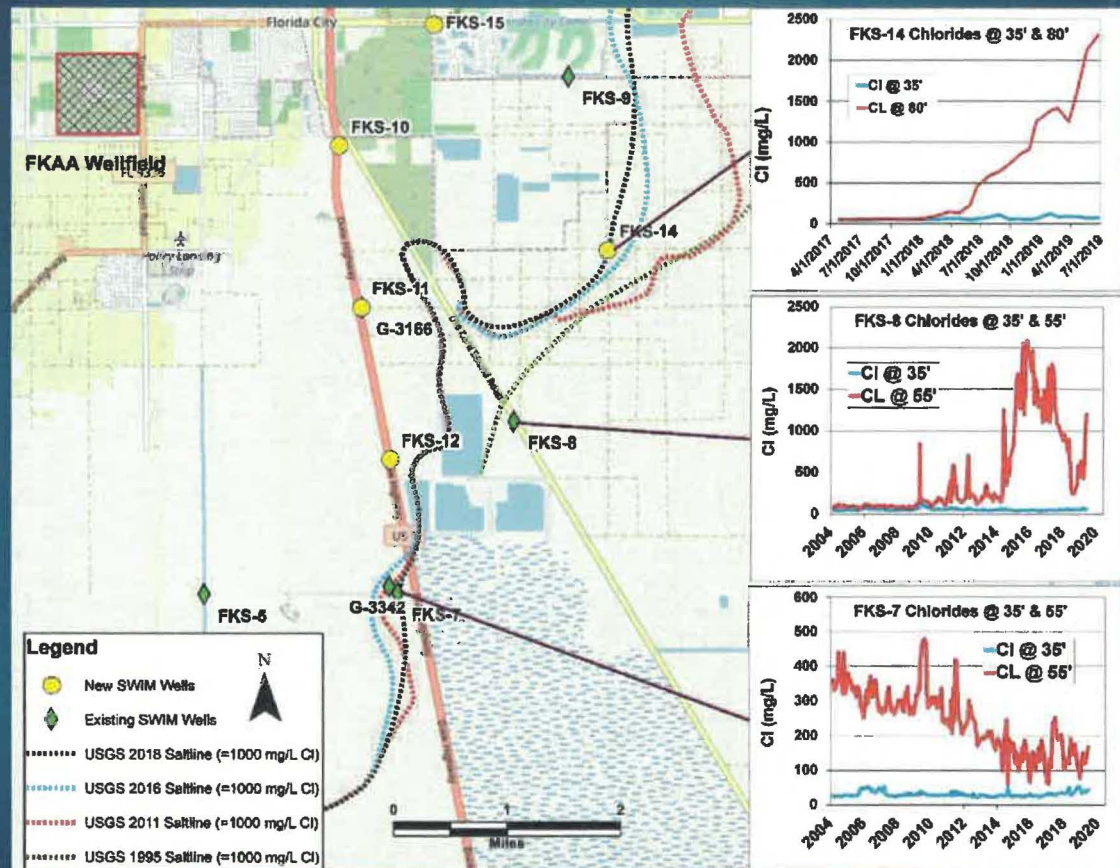 Florida City
FKS-15
FKS-9
FKS-10
FKAA Wellfield
FKS-14
FKS-11
G-3166
FKS-8
FKS-12
US
FKS-5
G-3342
FKS-7
Legend
N
New SWIM Wells
Existing SWIM Wells
USGS 2018 Saltline (=1000 mg/L Cl)
USGS 2016 Saltline (=1000 mg/L Cl)
USGS 2011 Saltline (=1000 mg/L Cl)
USGS 1995 Saltline (=1000 mg/L Cl)
0 1 2
Miles
FKS-14 Chlorides @ 35' & 80'
Cl @ 35'
CL @ 80'
Cl (mg/L)
2500
2000
1500
1000
500
0
4/1/2017
7/1/2017
10/1/2017
1/1/2018
4/1/2018
7/1/2018
10/1/2018
1/1/2019
4/1/2019
7/1/2019
FKS-8 Chlorides @ 35' & 55'
Cl @ 35'
CL @ 55'
Cl (mg/L)
2500
2000
1500
1000
500
0
2004
2006
2008
2010
2012
2014
2016
2018
2020
FKS-7 Chlorides @ 35' & 55'
Cl @ 35'
CL @ 55'
Cl (mg/L)
600
500
400
300
200
100
0
2004
2006
2008
2010
2012
2014
2016
2018
2020